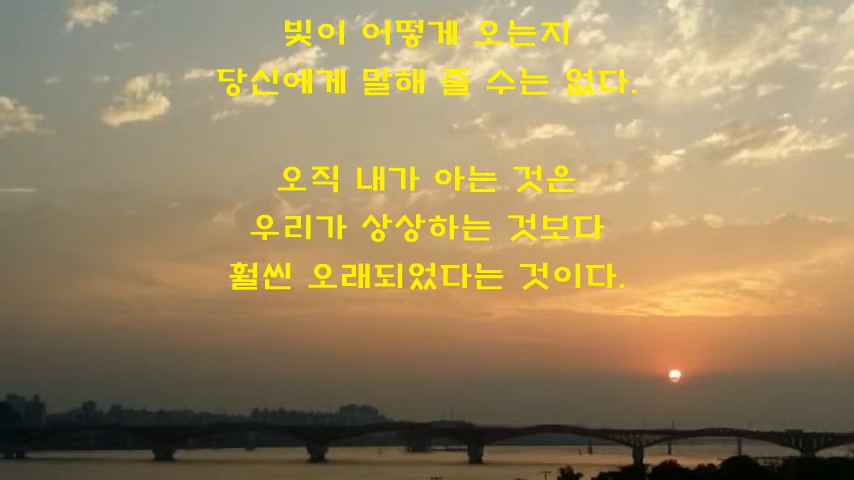 빛이 어떻게 오는지
당신에게 말해 줄 수는 없다.
오직 내가 아는 것은
우리가 상상하는 것보다
훨씬 오래되었다는 것이다.